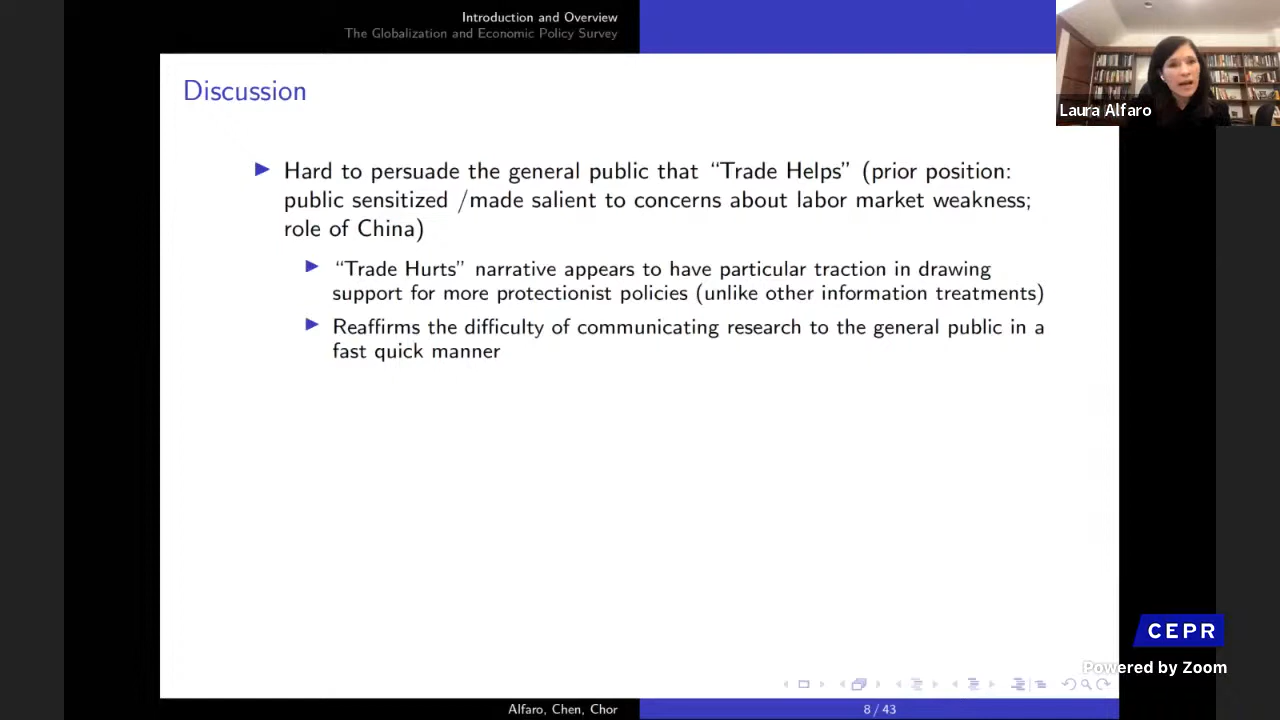 Introduction and Overview
The Globalization and Economic Policy Survey
Laura Alfaro
Discussion
Hard to persuade the general public that “Trade Helps” (prior position:
public sensitized /made salient to concerns about labor market weakness;
role of China)
“Trade Hurts” narrative appears to have particular traction in drawing
support for more protectionist policies (unlike other information treatments)
Reaffirms the difficulty of communicating research to the general public in a
fast quick manner
CEPR
Powered by Zoom
Alfaro, Chen, Chor
8 / 43